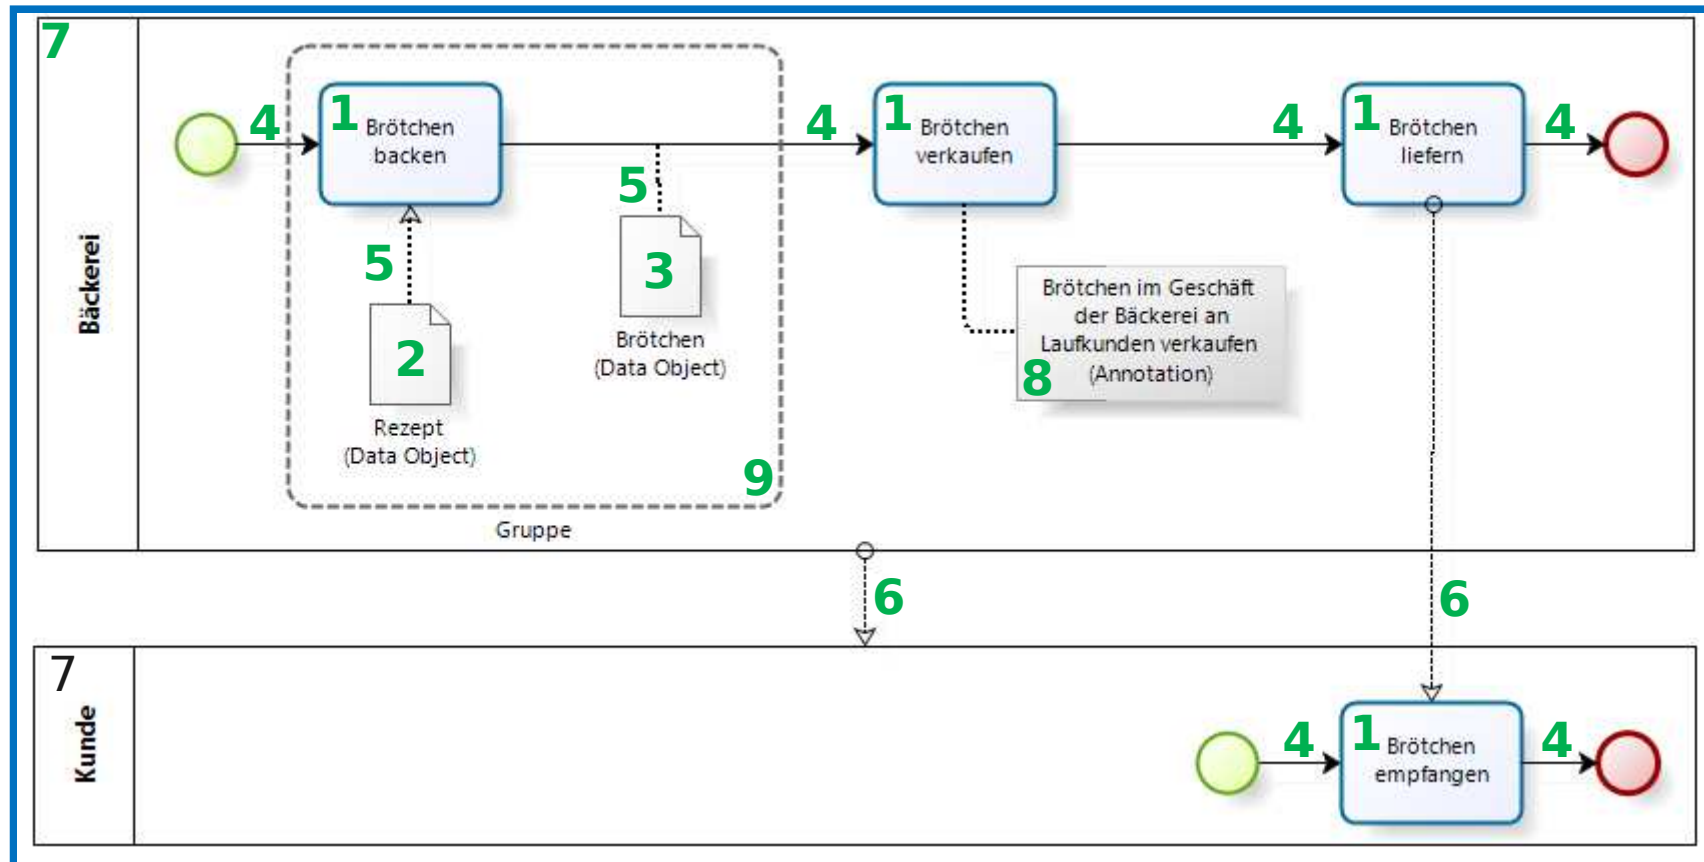 7
4
1
Brötchen
backen
4
1
Brötchen
verkaufen
4
1
Brötchen
liefern
4
5
5
3
2
Brötchen
(Data Object)
Rezept
(Data Object)
9
Gruppe
Brötchen im Geschäft
der Bäckerei an
Laufkunden verkaufen
(Annotation)
8
Bäckerei
6
6
7
Kunde
4
1
Brötchen
empfangen
4